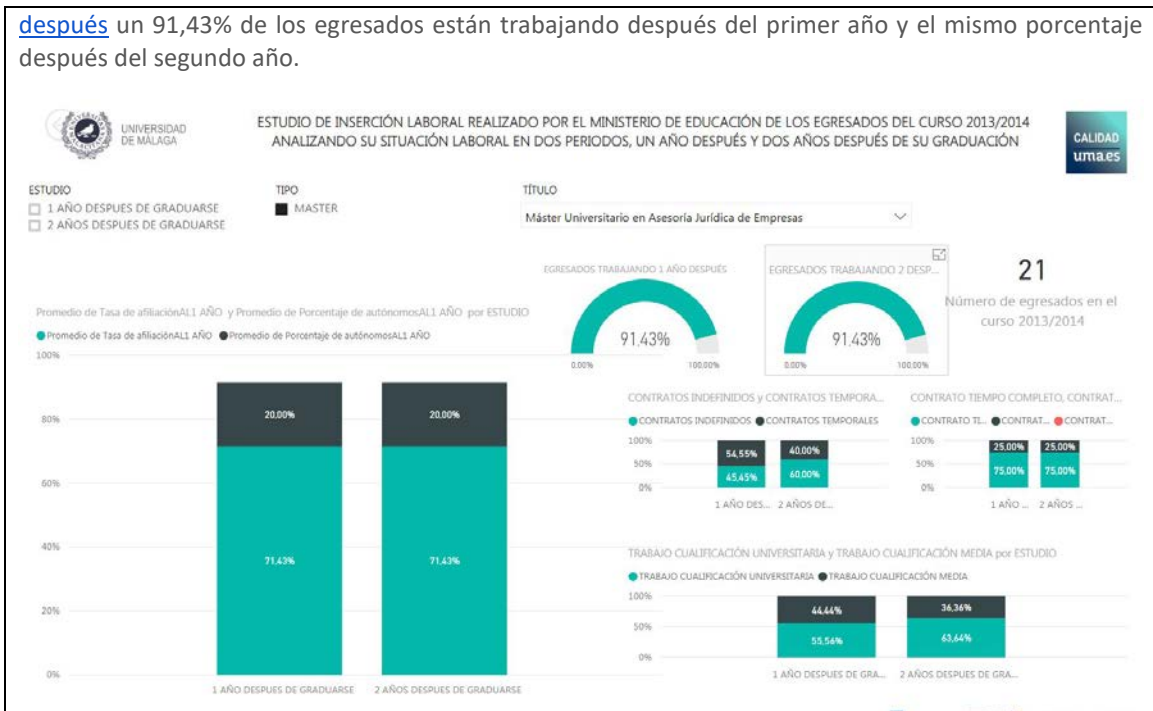 después un 91,43% de los egresados están trabajando después del primer año y el mismo porcentaje
después del segundo año.
UNIVERSIDAD
DE MÁLAGA
ESTUDIO DE INSERCIÓN LABORAL REALIZADO POR EL MINISTERIO DE EDUCACIÓN DE LOS EGRESADOS DEL CURSO 2013/2014
ANALIZANDO SU SITUACIÓN LABORAL EN DOS PERIODOS, UN AÑO DESPUÉS Y DOS AÑOS DESPUÉS DE SU GRADUACIÓN
CALIDAD
uma.es
ESTUDIO
1 AÑO DESPUES DE GRADUARSE
2 AÑOS DESPUES DE GRADUARSE
TIPO
MASTER
TÍTULO
Máster Universitario en Asesoría Jurídica de Empresas
EGRESADOS TRABAJANDO 1 AÑO DESPUÉS
91,43%
0,00% 100,00%
EGRESADOS TRABAJANDO 2 DESP...
91,43%
0,00% 100,00%
21
Número de egresados en el
curso 2013/2014
Promedio de Tasa de afiliaciónAL1 AÑO y Promedio de Porcentaje de autónomosAL1 AÑO por ESTUDIO
Promedio de Tasa de afiliaciónAL1 AÑO Promedio de Porcentaje de autónomosAL1 AÑO
100%
80%
60%
40%
20%
0%
20,00% 20,00%
71,43% 71,43%
1 AÑO DESPUES DE GRADUARSE 2 AÑOS DESPUES DE GRADUARSE
CONTRATOS INDEFINIDOS y CONTRATOS TEMPORA...
CONTRATOS INDEFINIDOS CONTRATOS TEMPORALES
100%
50%
0%
54,55% 40,00%
45,45% 60,00%
1 AÑO DES... 2 AÑOS DE...
CONTRATO TIEMPO COMPLETO, CONTRAT...
CONTRATO TI... CONTRAT... CONTRAT...
100%
50%
0%
25,00% 25,00%
75,00% 75,00%
1 AÑO ... 2 AÑOS ...
TRABAJO CUALIFICACIÓN UNIVERSITARIA y TRABAJO CUALIFICACIÓN MEDIA por ESTUDIO
TRABAJO CUALIFICACIÓN UNIVERSITARIA TRABAJO CUALIFICACIÓN MEDIA
100%
50%
0%
44,44% 36,36%
55,56% 63,64%
1 AÑO DESPUES DE GRA... 2 AÑOS DESPUES DE GRA...